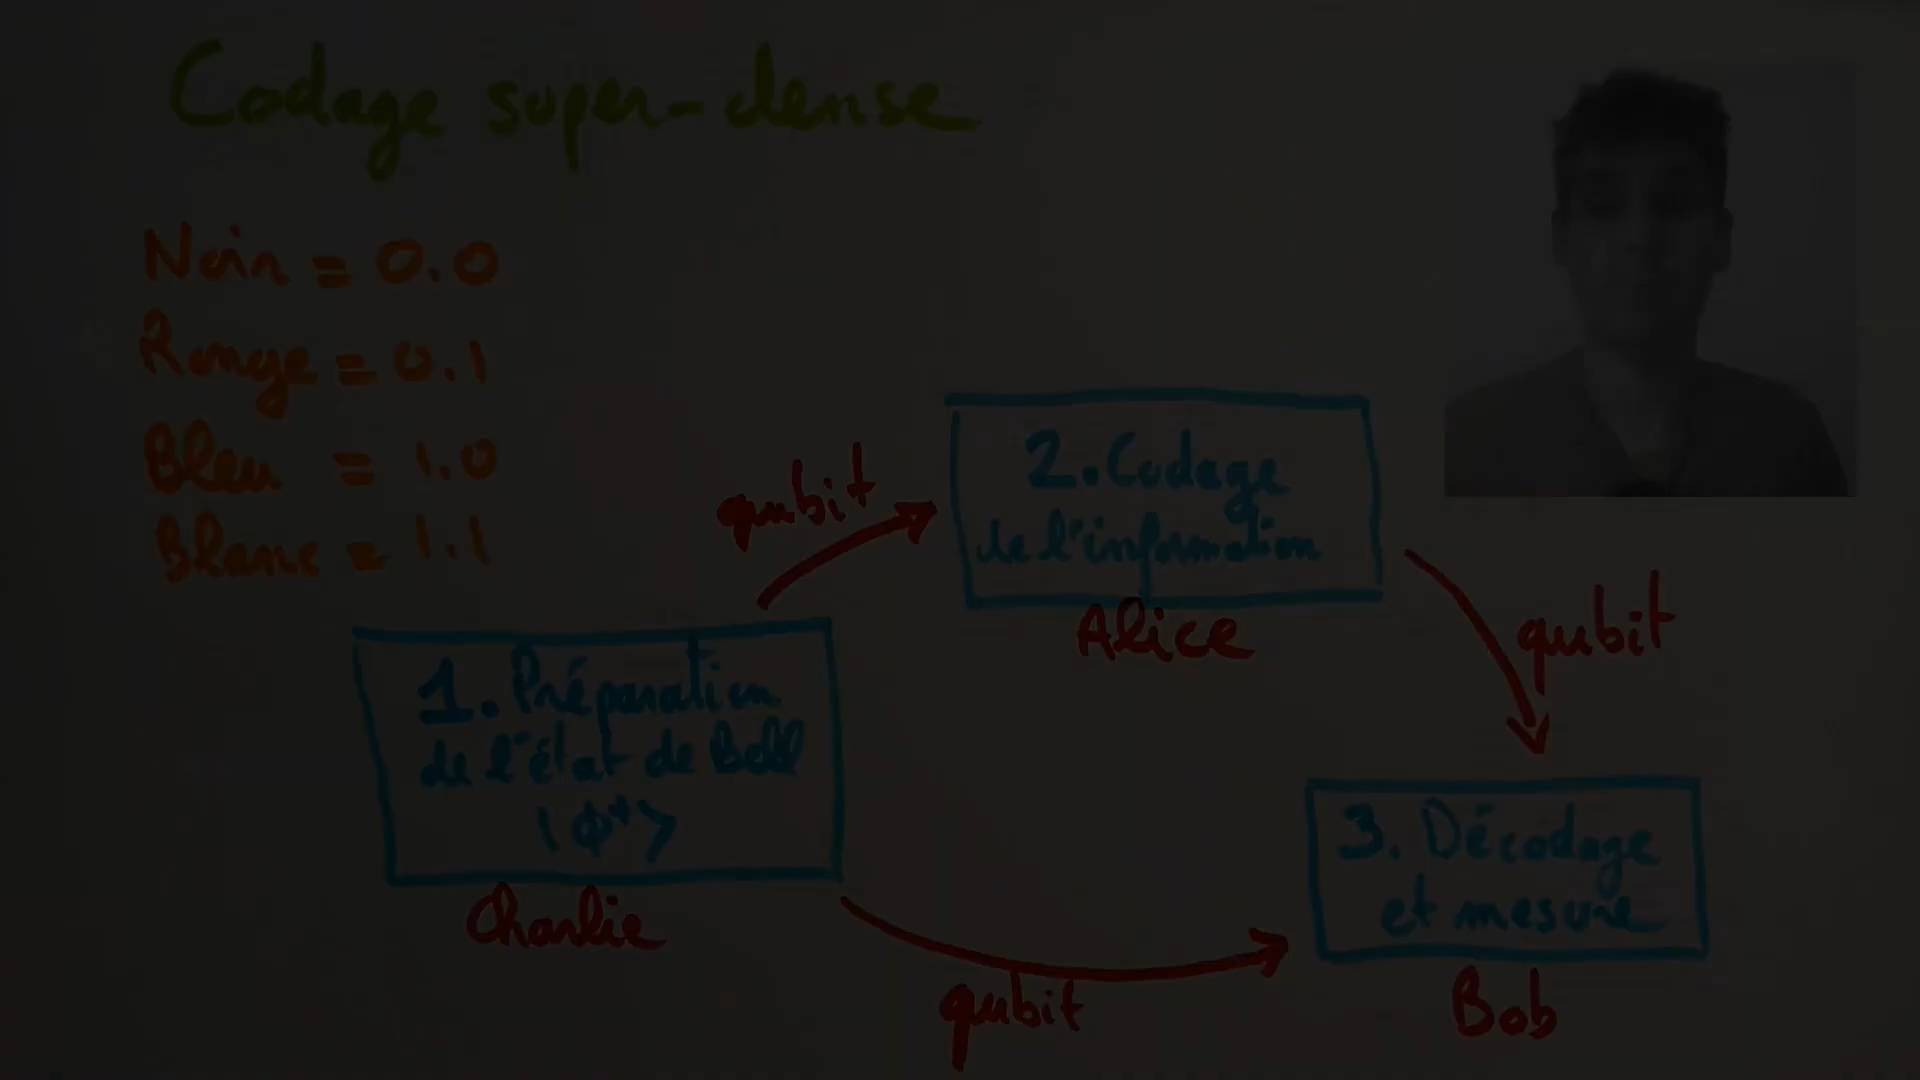 Codage super-dense
Noir = 0.0
Rouge = 0.1
Bleu = 1.0
Blanc = 1.1
qubit
2. Codage
de l'information
Alice
qubit
1. Préparation
de l'état de Bell
|ϕ⁺>
Charlie
qubit
3. Décodage
et mesure
Bob